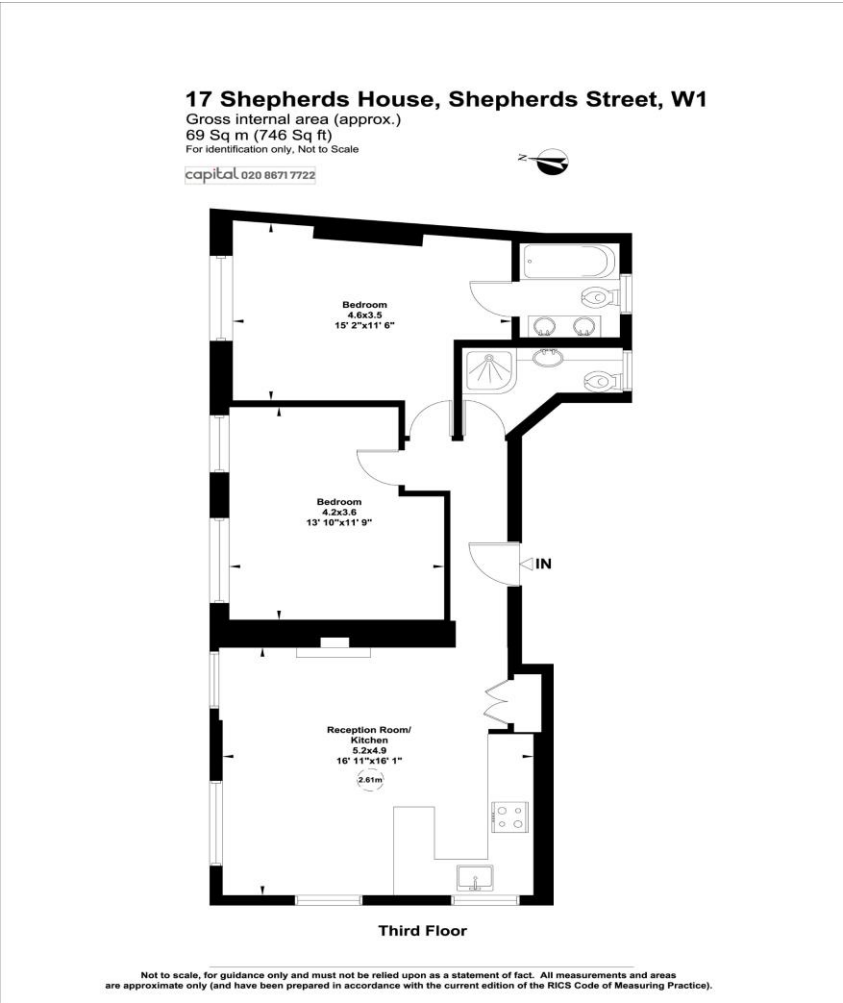 17 Shepherds House, Shepherds Street, W1
Gross internal area (approx.)
69 Sq m (746 Sq ft)
For identification only, Not to Scale
capital 020 8671 7722
N
Bedroom
4.6x3.5
15' 2"x11' 6"
Bedroom
4.2x3.6
13' 10"x11' 9"
IN
Reception Room/
Kitchen
5.2x4.9
16' 11"x16' 1"
2.61m
Third Floor
Not to scale, for guidance only and must not be relied upon as a statement of fact. All measurements and areas
are approximate only (and have been prepared in accordance with the current edition of the RICS Code of Measuring Practice).